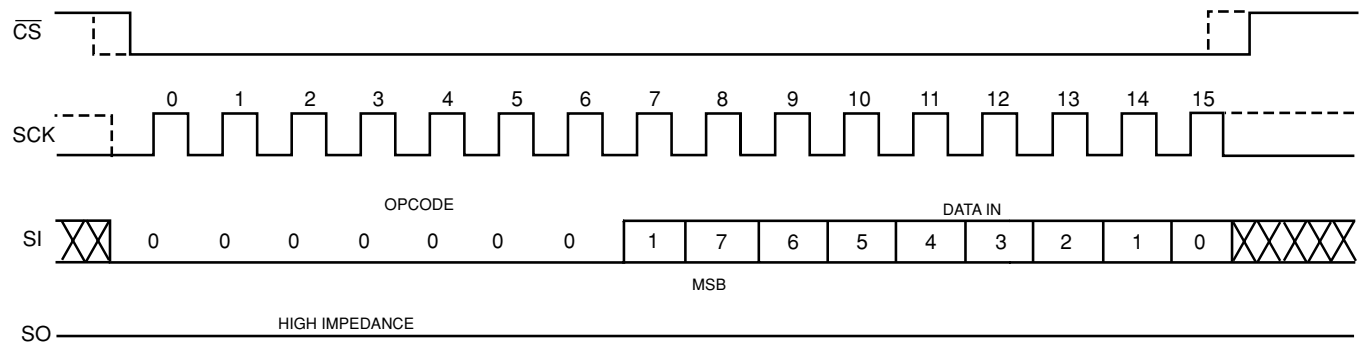 CS
0 1 2 3 4 5 6 7 8 9 10 11 12 13 14 15
SCK
OPCODE
DATA IN
SI 0 0 0 0 0 0 0 1 7 6 5 4 3 2 1 0
MSB
HIGH IMPEDANCE
SO